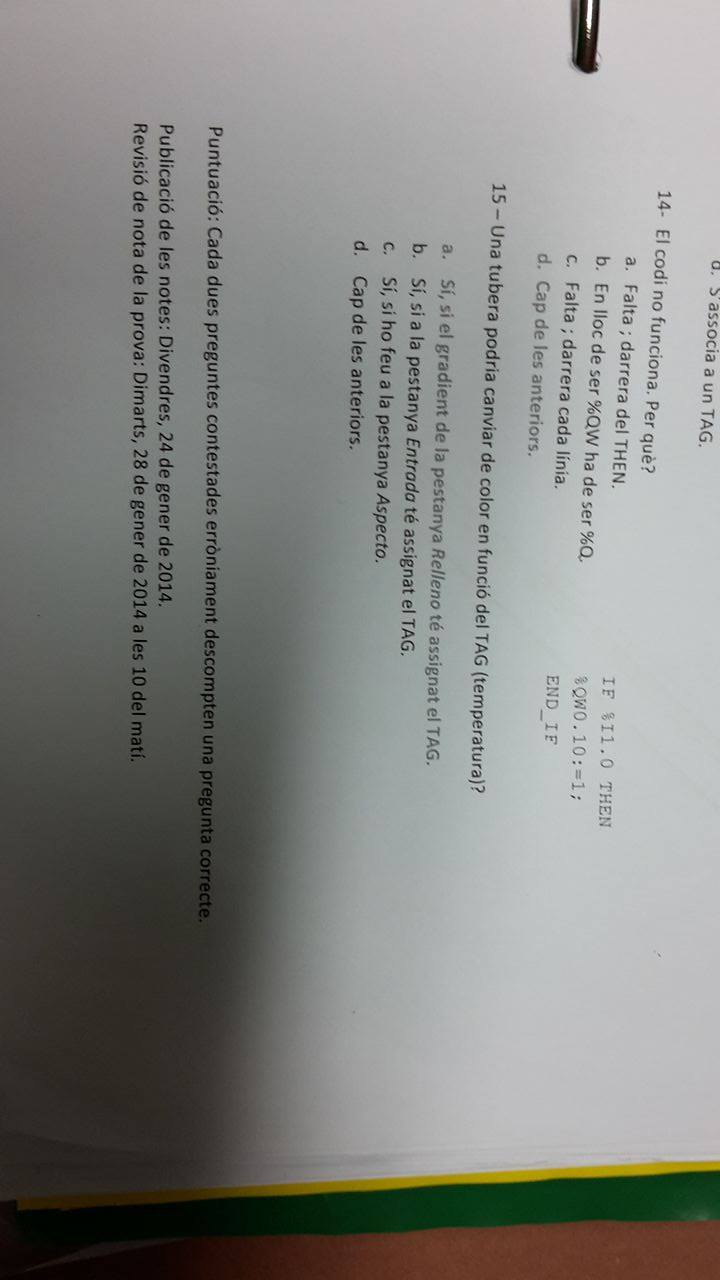 d. S'associa a un TAG.
14- El codi no funciona. Per què?
a. Falta ; darrera del THEN.
b. En lloc de ser %QW ha de ser %Q.
c. Falta ; darrera cada línia.
d. Cap de les anteriors.
IF %I1.0 THEN
%QW0.10:=1;
END_IF
15 – Una tubera podria canviar de color en funció del TAG (temperatura)?
a. Sí, si el gradient de la pestanya Relleno té assignat el TAG.
b. Sí, si a la pestanya Entrada té assignat el TAG.
c. Sí, si ho feu a la pestanya Aspecto.
d. Cap de les anteriors.
Puntuació: Cada dues preguntes contestades erròniament descompten una pregunta correcte.
Publicació de les notes: Divendres, 24 de gener de 2014.
Revisió de nota de la prova: Dimarts, 28 de gener de 2014 a les 10 del matí.